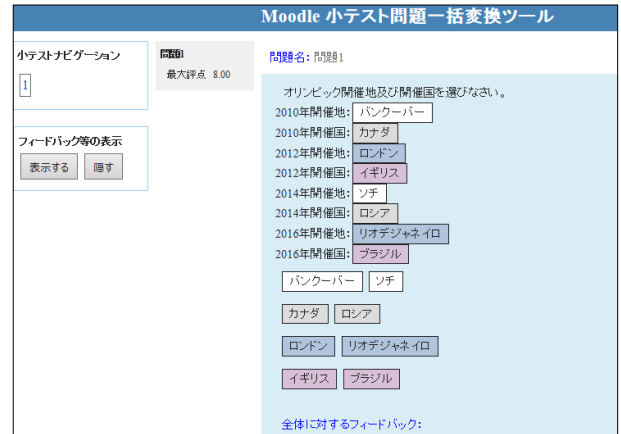 Moodle 小テスト問題一括変換ツール
小テストナビゲーション
1
フィードバック等の表示
表示する 隠す
問題1
最大評点 8.00
問題名: 問題1
オリンピック開催地及び開催国を選びなさい。
2010年開催地: バンクーバー
2010年開催国: カナダ
2012年開催地: ロンドン
2012年開催国: イギリス
2014年開催地: ソチ
2014年開催国: ロシア
2016年開催地: リオデジャネイロ
2016年開催国: ブラジル
バンクーバー ソチ
カナダ ロシア
ロンドン リオデジャネイロ
イギリス ブラジル
全体に対するフィードバック: